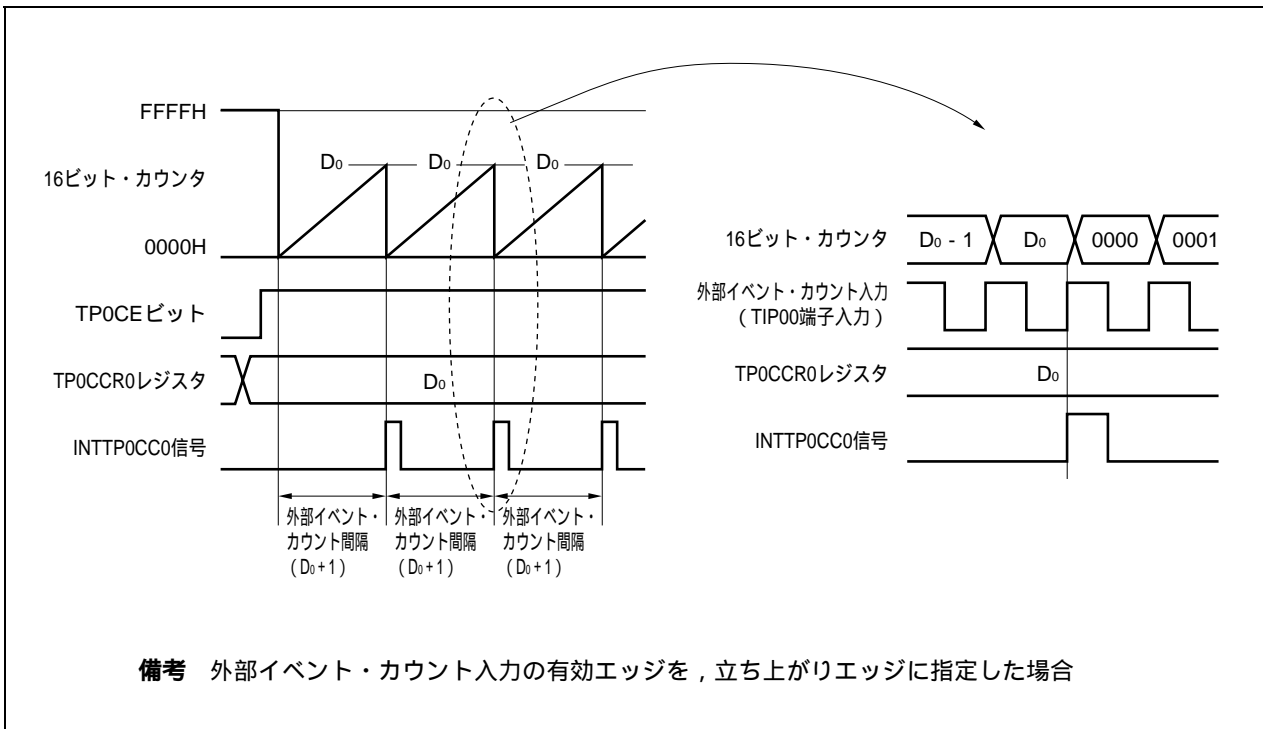 FFFFH
D0 D0 D0
16ビット・カウンタ
0000H
TP0CEビット
TP0CCR0レジスタ
D0
INTTP0CC0信号
外部イベント・
カウント間隔
(D0+1)
外部イベント・
カウント間隔
(D0+1)
外部イベント・
カウント間隔
(D0+1)
16ビット・カウンタ
D0 - 1 D0 0000 0001
外部イベント・カウント入力
(TIP00端子入力)
TP0CCR0レジスタ
D0
INTTP0CC0信号
備考 外部イベント・カウント入力の有効エッジを,立ち上がりエッジに指定した場合